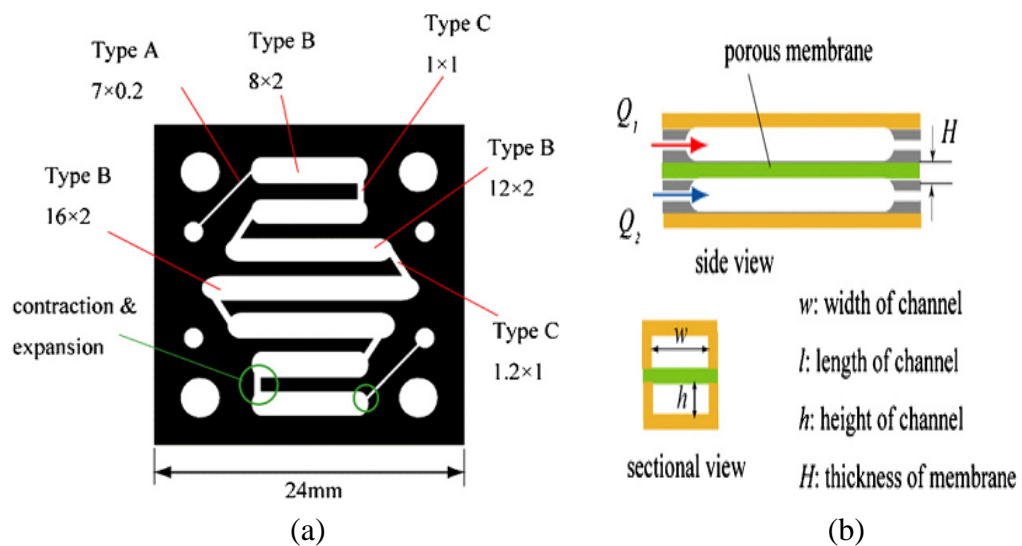 Type A
7×0.2
Type B
8×2
Type C
1×1
Type B
12×2
Type B
16×2
contraction &
expansion
Type C
1.2×1
24mm
(a)
porous membrane
Q₁
H
Q₂
side view
w
h
sectional view
w: width of channel
l: length of channel
h: height of channel
H: thickness of membrane
(b)